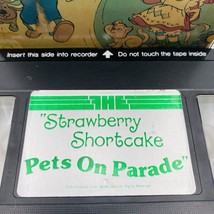 Insert this side into recorder ▲ Do not touch the tape inside
THE
"Strawberry
Shortcake
Pets On Parade"